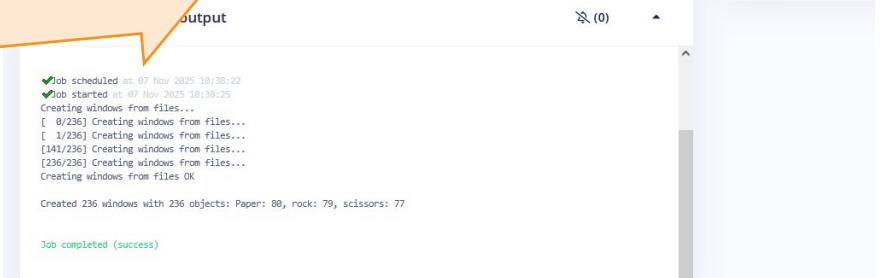 output
(0)
Job scheduled at 07 Nov 2025 10:38:22
Job started at 07 Nov 2025 10:38:25
Creating windows from files...
[  0/236] Creating windows from files...
[  1/236] Creating windows from files...
[141/236] Creating windows from files...
[236/236] Creating windows from files...
Creating windows from files OK
Created 236 windows with 236 objects: Paper: 80, rock: 79, scissors: 77
Job completed (success)